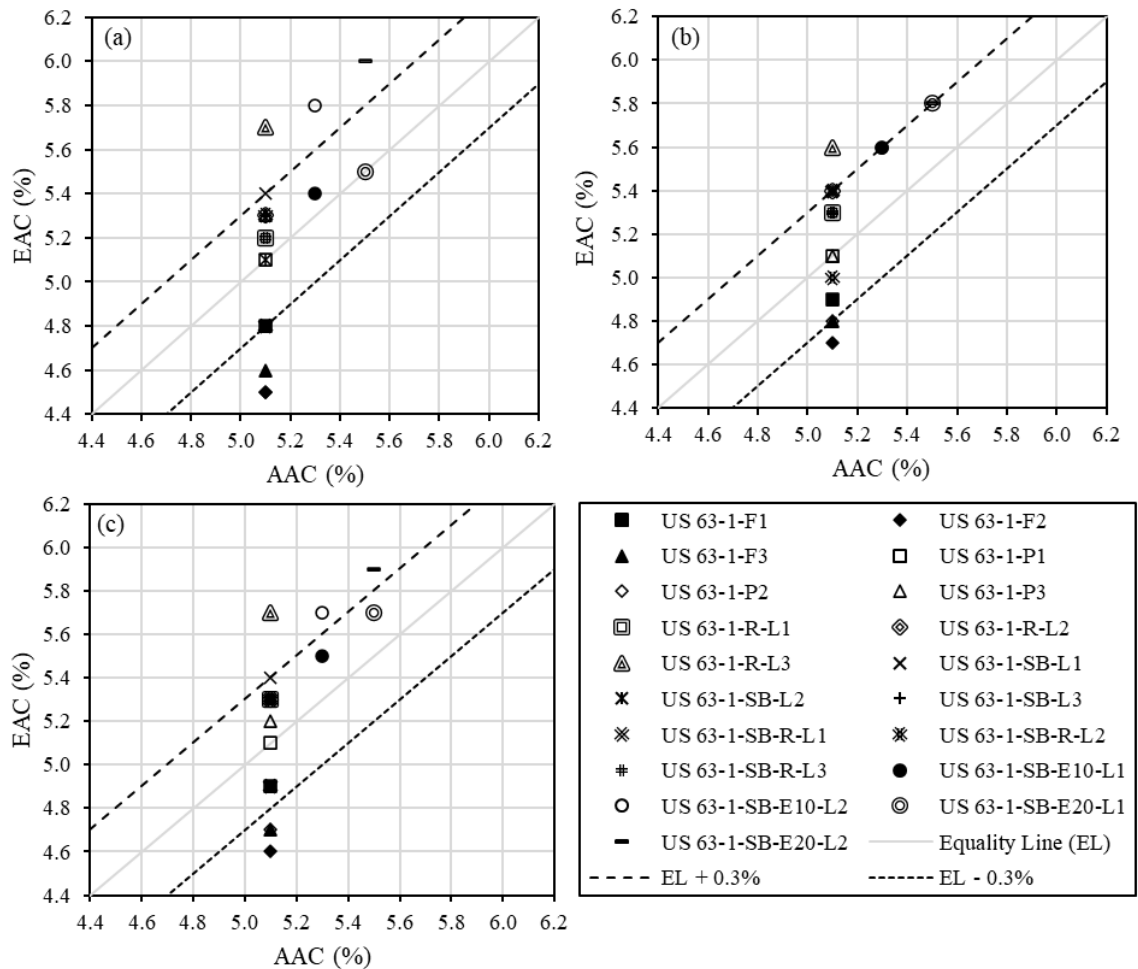 (a)
EAC (%)
6.2
6.0
5.8
5.6
5.4
5.2
5.0
4.8
4.6
4.4
4.4 4.6 4.8 5.0 5.2 5.4 5.6 5.8 6.0 6.2
AAC (%)
(b)
EAC (%)
6.2
6.0
5.8
5.6
5.4
5.2
5.0
4.8
4.6
4.4
4.4 4.6 4.8 5.0 5.2 5.4 5.6 5.8 6.0 6.2
AAC (%)
(c)
EAC (%)
6.2
6.0
5.8
5.6
5.4
5.2
5.0
4.8
4.6
4.4
4.4 4.6 4.8 5.0 5.2 5.4 5.6 5.8 6.0 6.2
AAC (%)
US 63-1-F1 US 63-1-F2
US 63-1-F3 US 63-1-P1
US 63-1-P2 US 63-1-P3
US 63-1-R-L1 US 63-1-R-L2
US 63-1-R-L3 US 63-1-SB-L1
US 63-1-SB-L2 US 63-1-SB-L3
US 63-1-SB-R-L1 US 63-1-SB-R-L2
US 63-1-SB-R-L3 US 63-1-SB-E10-L1
US 63-1-SB-E10-L2 US 63-1-SB-E20-L1
US 63-1-SB-E20-L2 Equality Line (EL)
EL + 0.3% EL - 0.3%